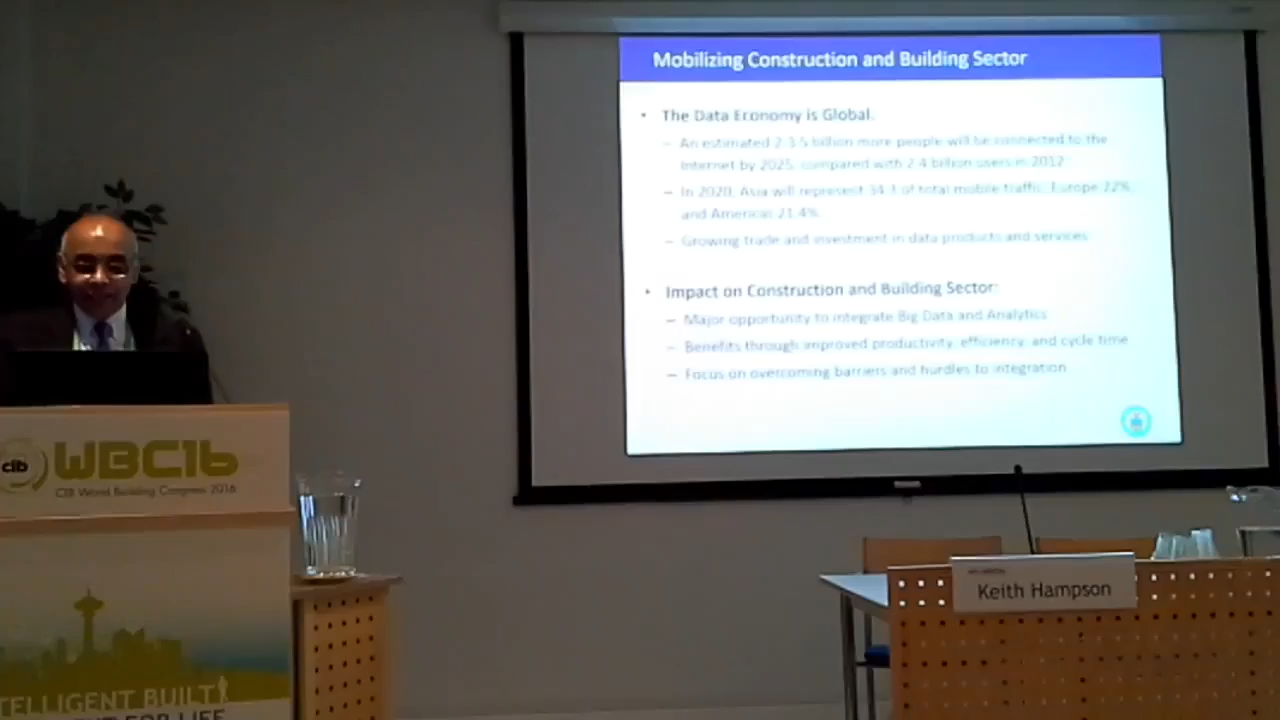 Mobilizing Construction and Building Sector
• The Data Economy is Global.
– An estimated 2-3.5 billion more people will be connected to the
Internet by 2025, compared with 2.4 billion users in 2012
– In 2020, Asia will represent 34.3 of total mobile traffic, Europe 22%
and Americas 21.4%
– Growing trade and investment in data products and services
• Impact on Construction and Building Sector:
– Major opportunity to integrate Big Data and Analytics
– Benefits through improved productivity, efficiency, and cycle time
– Focus on overcoming barriers and hurdles to integration
cib WBC16
CIB World Building Congress 2016
TELLIGENT BUILT
FOR LIFE
Keith Hampson